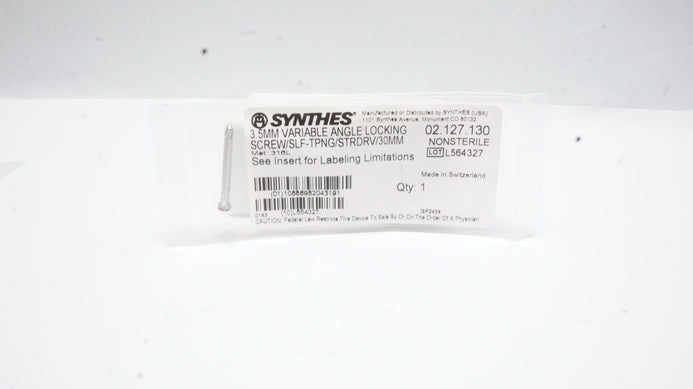 SYNTHES
Manufactured or Distributed by SYNTHES (USA)
1101 Synthes Avenue, Monument CO 80132
3.5MM VARIABLE ANGLE LOCKING
SCREW/SLF-TPNG/STRDRV/30MM
02.127.130
NONSTERILE
Mat: 316L
LOT L564327
See Insert for Labeling Limitations
Made in Switzerland
Qty: 1
(01)10886982043191
(10)L564327
0143
GP2434
CAUTION: Federal Law Restricts This Device To Sale By Or On The Order Of A Physician.